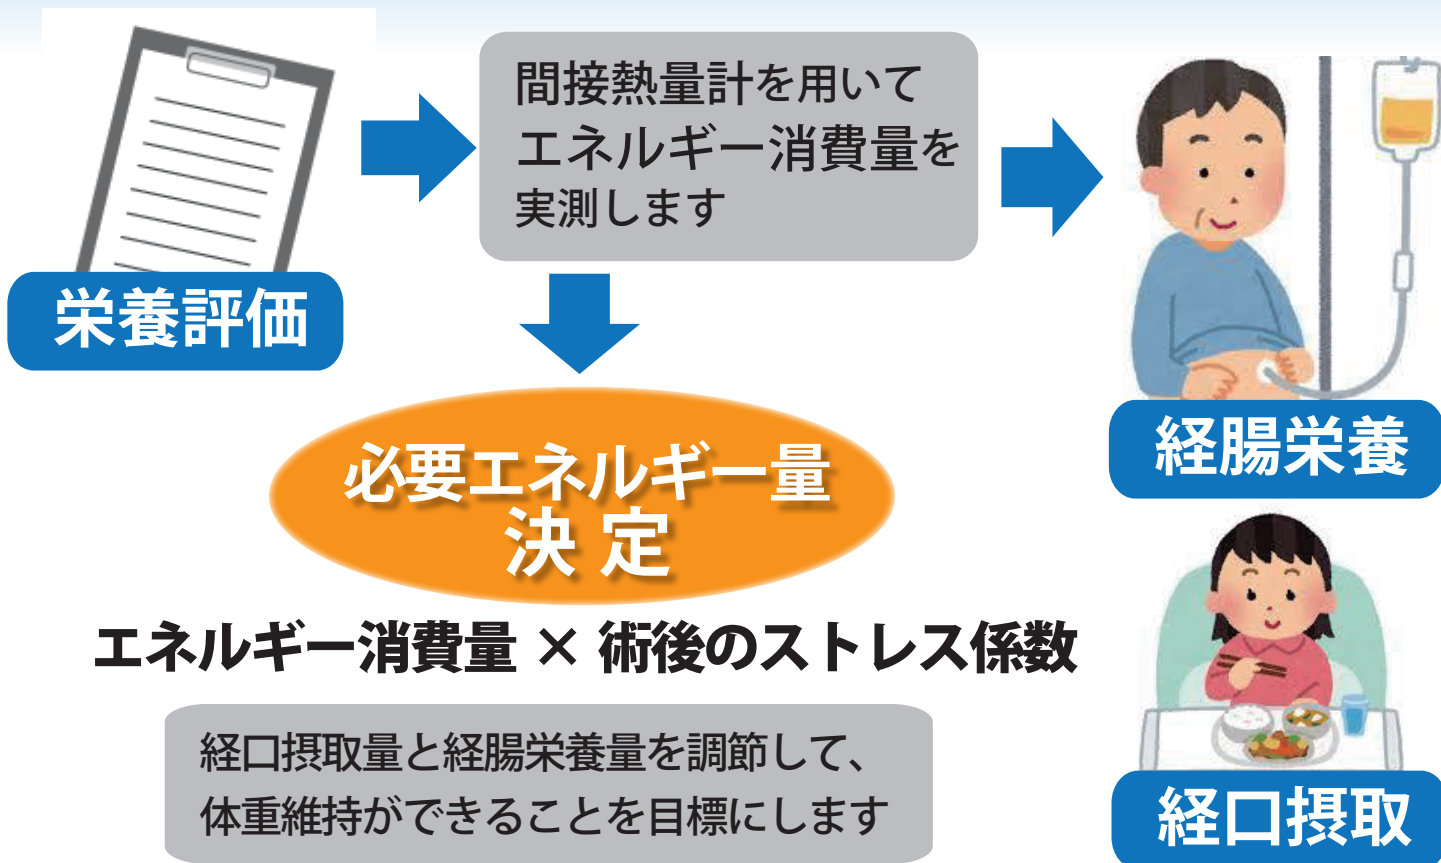 間接熱量計を用いて
エネルギー消費量を
実測します
栄養評価
経腸栄養
必要エネルギー量
決 定
エネルギー消費量 × 術後のストレス係数
経口摂取量と経腸栄養量を調節して、
体重維持ができることを目標にします
経口摂取